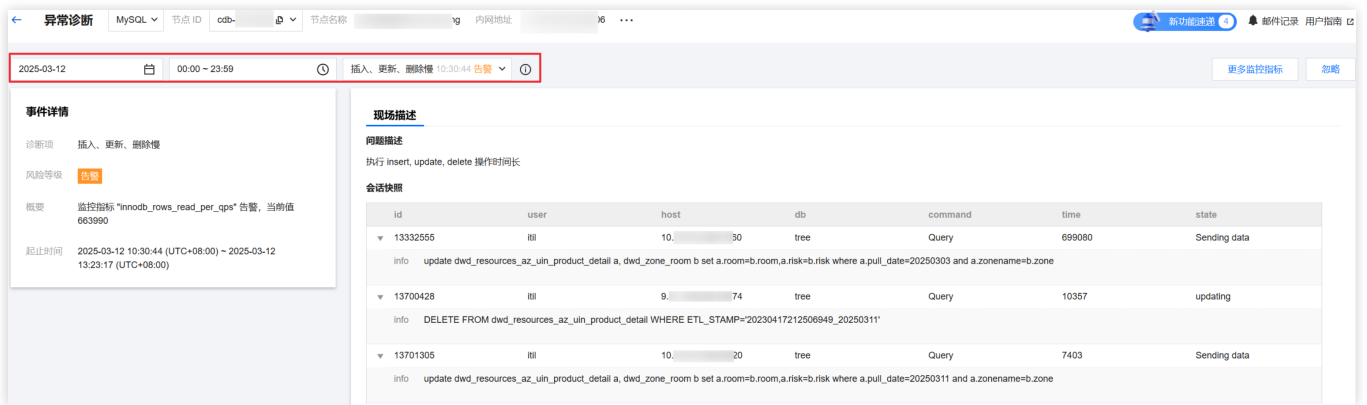 异常诊断 MySQL 节点 ID cdb- 节点名称 ng 内网地址 06 ... 新功能速递 4 邮件记录 用户指南
2025-03-12 00:00 ~ 23:59 插入、更新、删除慢 10:30:44 告警 更多监控指标 忽略
事件详情
诊断项 插入、更新、删除慢
风险等级 告警
概要 监控指标 "innodb_rows_read_per_qps" 告警，当前值
663990
起止时间 2025-03-12 10:30:44 (UTC+08:00) ~ 2025-03-12
13:23:17 (UTC+08:00)
现场描述
问题描述
执行 insert, update, delete 操作时间长
会话快照
id user host db command time state
13332555 itil 10. 60 tree Query 699080 Sending data
info update dwd_resources_az_uin_product_detail a, dwd_zone_room b set a.room=b.room,a.risk=b.risk where a.pull_date=20250303 and a.zonename=b.zone
13700428 itil 9. 74 tree Query 10357 updating
info DELETE FROM dwd_resources_az_uin_product_detail WHERE ETL_STAMP='20230417212506949_20250311'
13701305 itil 10. 20 tree Query 7403 Sending data
info update dwd_resources_az_uin_product_detail a, dwd_zone_room b set a.room=b.room,a.risk=b.risk where a.pull_date=20250311 and a.zonename=b.zone